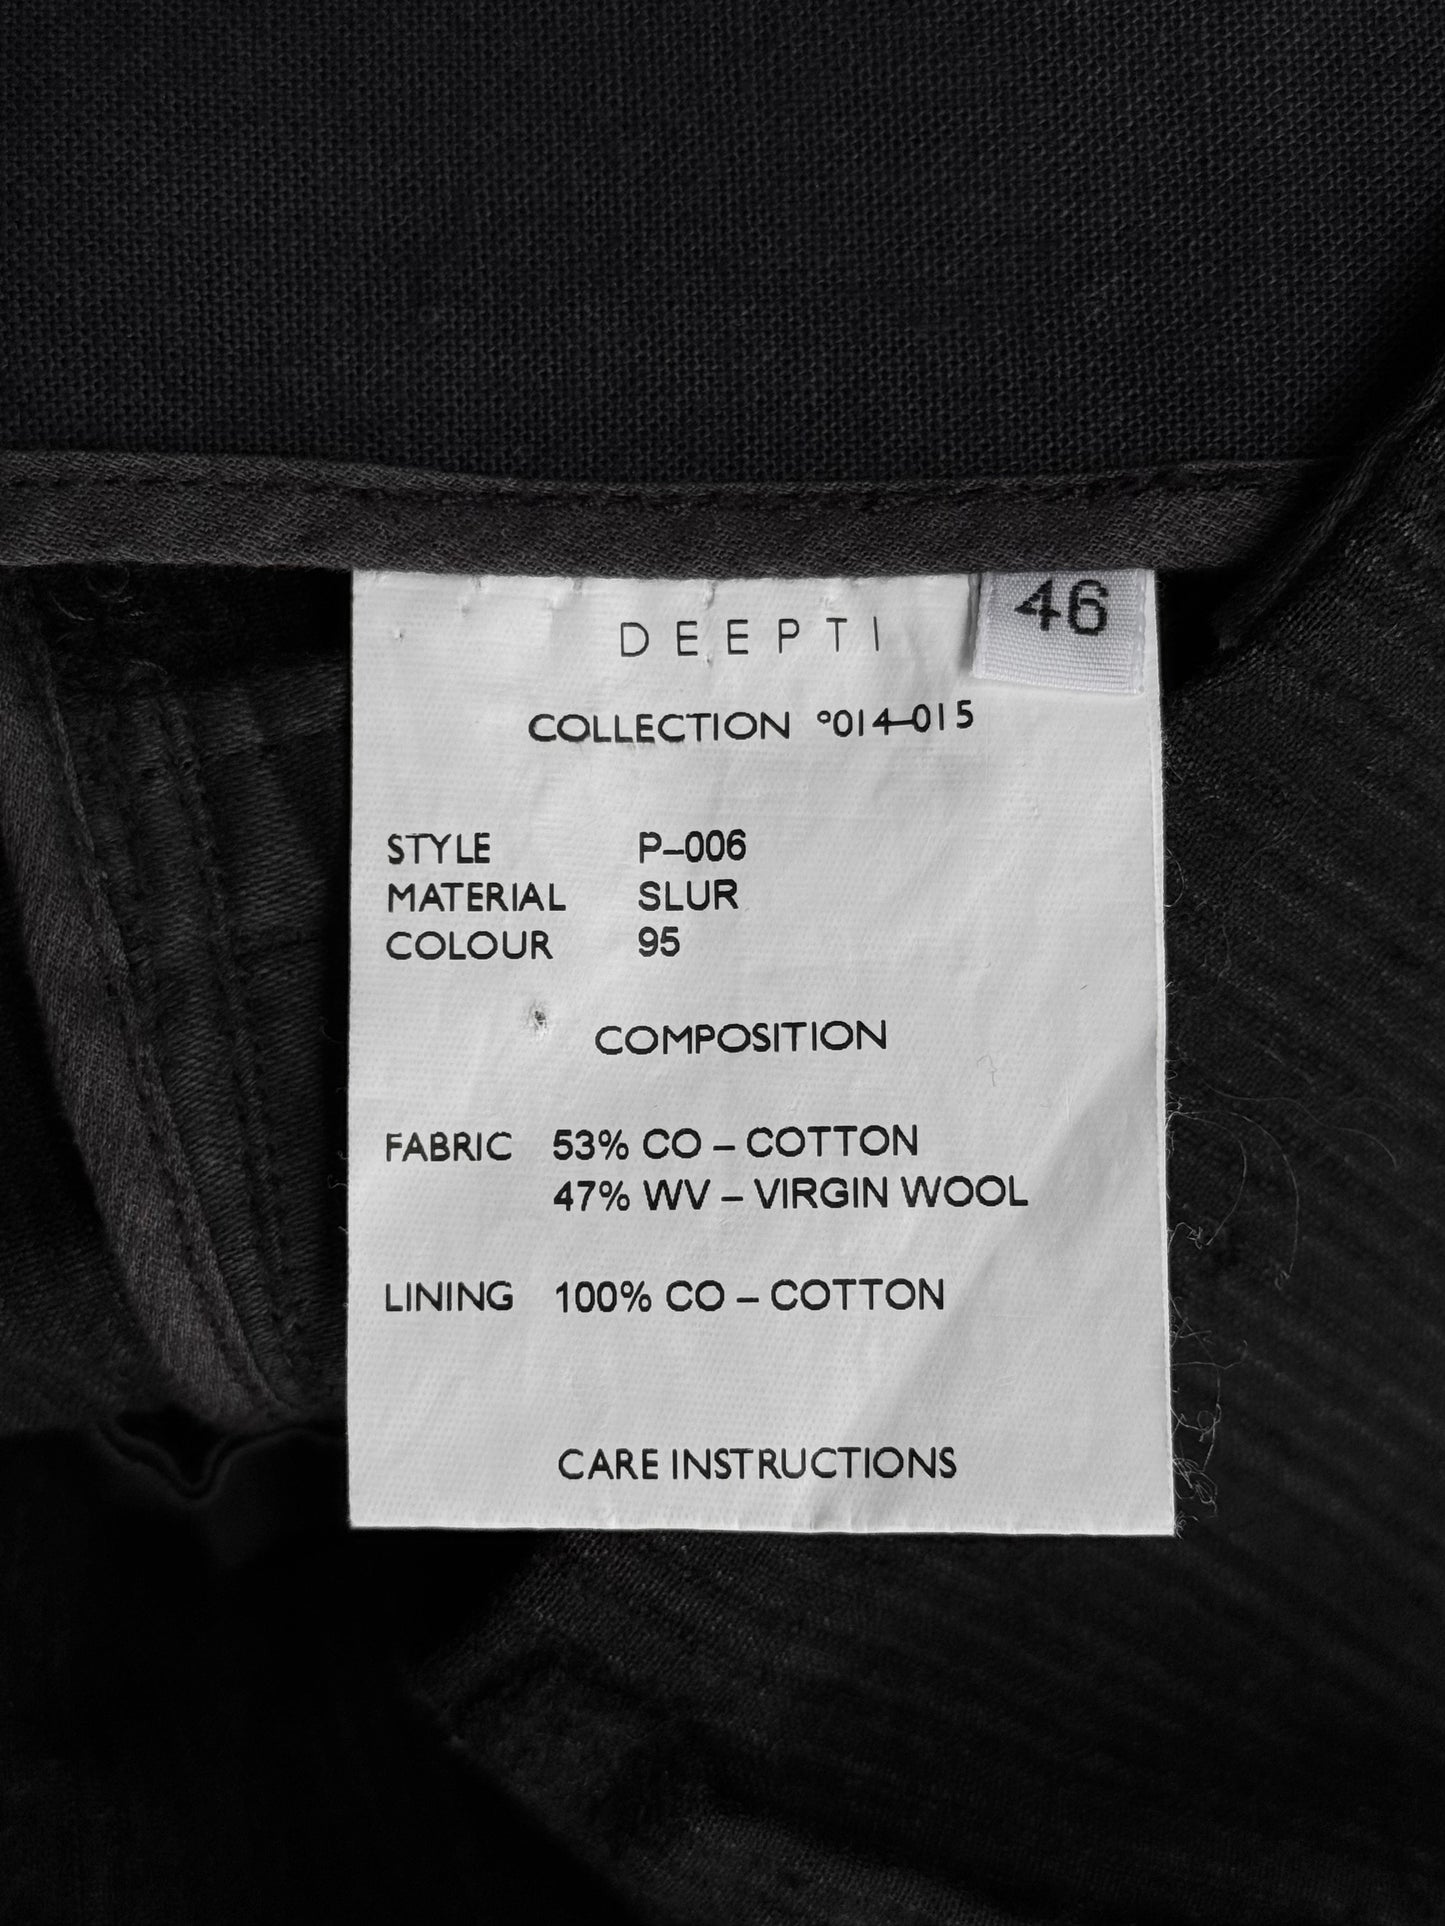 46
DEEPTI
COLLECTION °014–015
STYLE P–006
MATERIAL SLUR
COLOUR 95
COMPOSITION
FABRIC 53% CO – COTTON
47% WV – VIRGIN WOOL
LINING 100% CO – COTTON
CARE INSTRUCTIONS